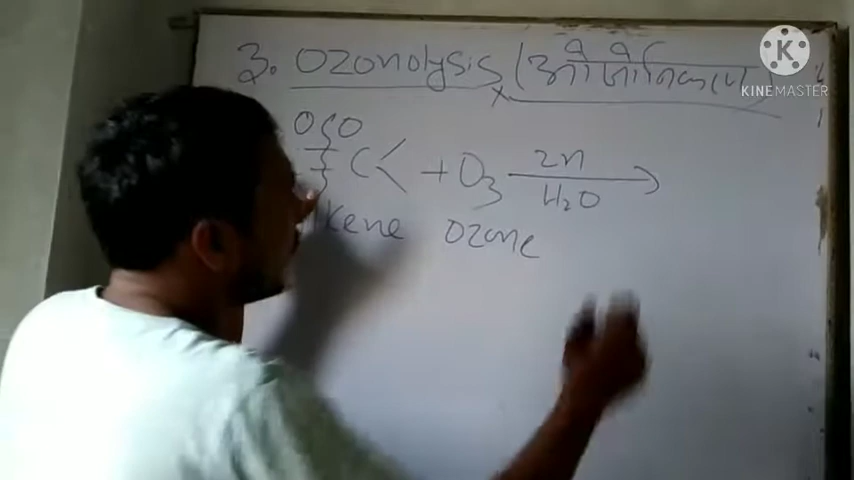 3. Ozonolysis (ओजोनिकरण)
O O
C + O3 Zn →
H2O
kene Ozone
KINEMASTER